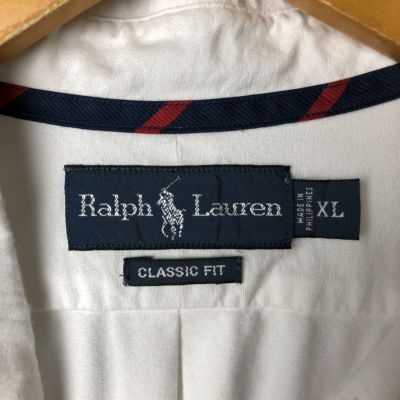 Ralph Lauren
MADE IN
PHILIPPINES
XL
CLASSIC FIT